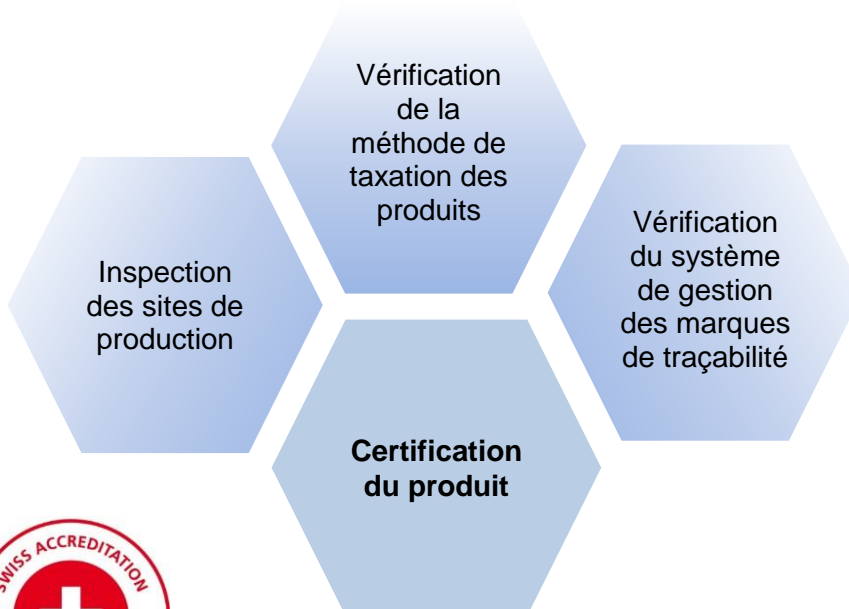 Vérification
de la
méthode de
taxation des
produits
Inspection
des sites de
production
Vérification
du système
de gestion
des marques
de traçabilité
Certification
du produit
SWISS ACCREDITATION